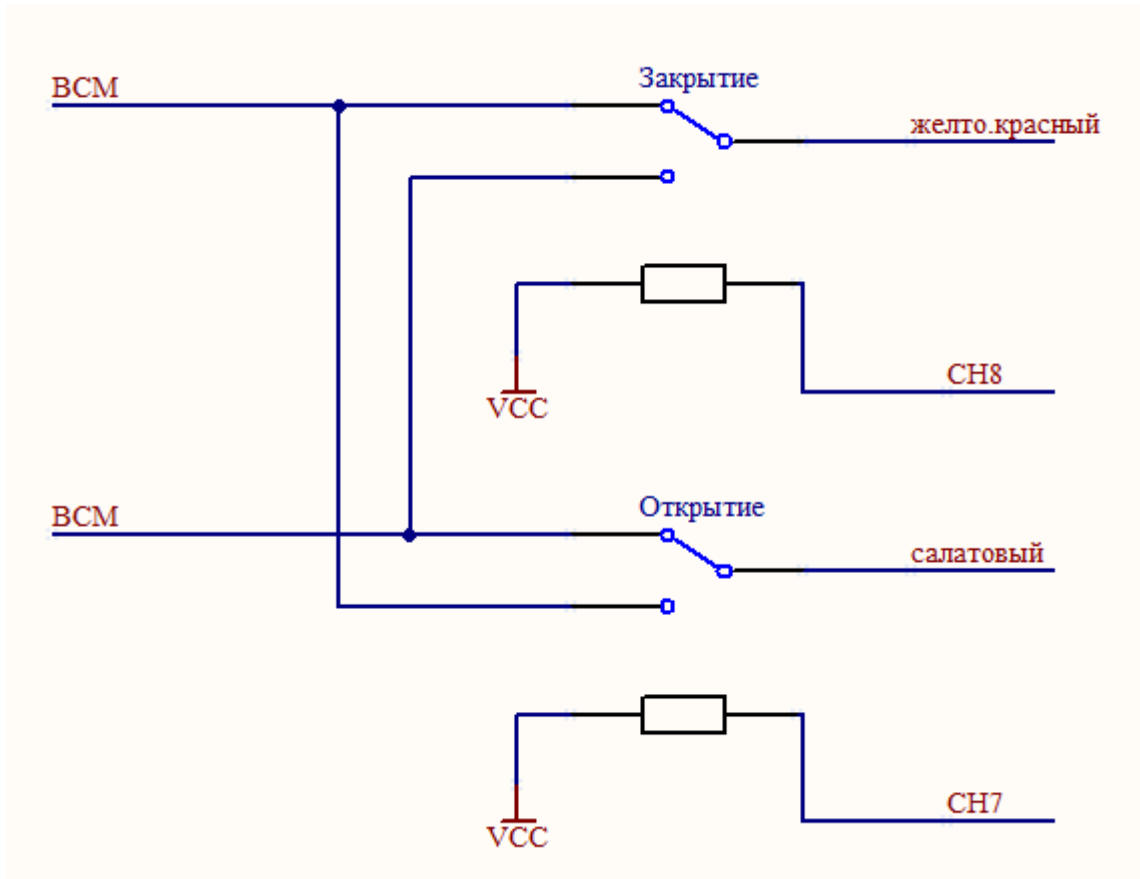 BCM
Закрытие
желто.красный
VCC
CH8
BCM
Открытие
салатовый
VCC
CH7